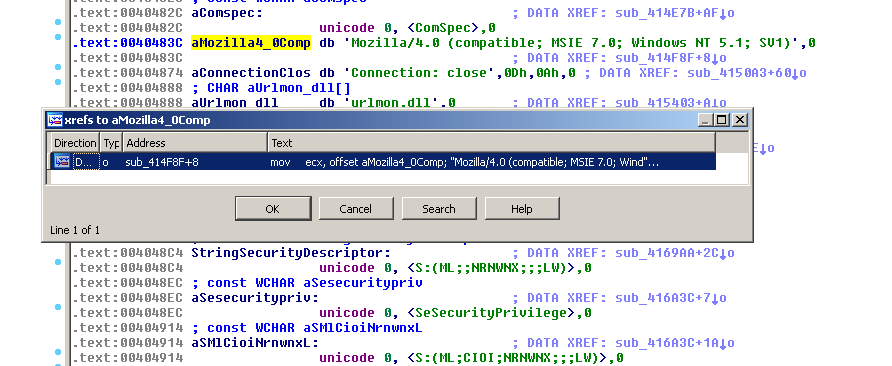 .text:0040482C aComspec: ; DATA XREF: sub_414E7B+AF↓o
.text:0040482C unicode 0, <ComSpec>,0
.text:0040483C aMozilla4_0Comp db 'Mozilla/4.0 (compatible; MSIE 7.0; Windows NT 5.1; SV1)',0
.text:0040483C ; DATA XREF: sub_414F8F+8↓o
.text:00404874 aConnectionClos db 'Connection: close',0Dh,0Ah,0 ; DATA XREF: sub_4150A3+60↓o
.text:00404888 ; CHAR aUrlmon_dll[]
.text:00404888 aUrlmon_dll db 'urlmon.dll',0 ; DATA XREF: sub_415403+A↓o
xrefs to aMozilla4_0Comp
Direction Typ Address Text
D... o sub_414F8F+8 mov ecx, offset aMozilla4_0Comp; "Mozilla/4.0 (compatible; MSIE 7.0; Wind"...
OK Cancel Search Help
Line 1 of 1
.text:004048C4 StringSecurityDescriptor: ; DATA XREF: sub_4169AA+2C↓o
.text:004048C4 unicode 0, <S:(ML;;NRNWNX;;;LW)>,0
.text:004048EC ; const WCHAR aSesecuritypriv
.text:004048EC aSesecuritypriv: ; DATA XREF: sub_416A3C+7↓o
.text:004048EC unicode 0, <SeSecurityPrivilege>,0
.text:00404914 ; const WCHAR aSMlCioiNrnwnxL
.text:00404914 aSMlCioiNrnwnxL: ; DATA XREF: sub_416A3C+1A↓o
.text:00404914 unicode 0, <S:(ML;CIOI;NRNWNX;;;LW)>,0